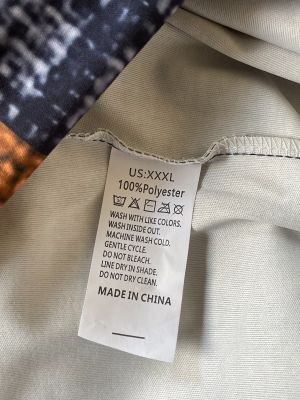 US:XXXL
100%Polyester
WASH WITH LIKE COLORS.
WASH INSIDE OUT.
MACHINE WASH COLD.
GENTLE CYCLE.
DO NOT BLEACH.
LINE DRY IN SHADE.
DO NOT DRY CLEAN.
MADE IN CHINA